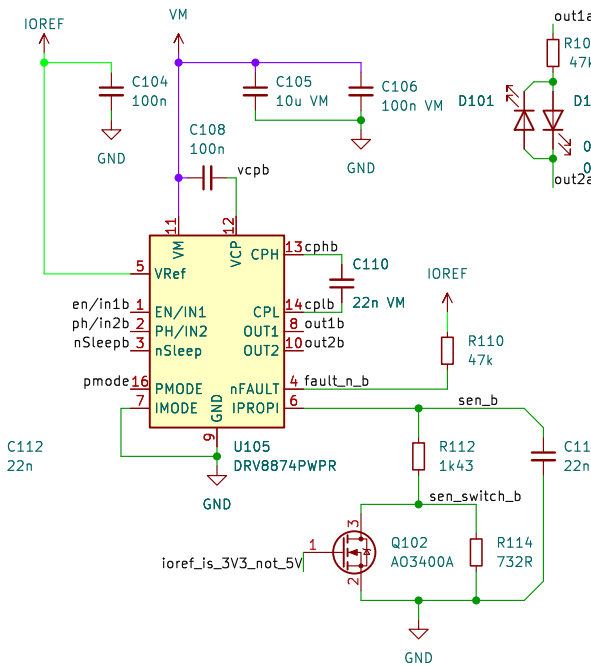 IOREF
VM
out1a
R10
47k
C104
100n
C105
10u VM
C106
100n VM
D101
D1
0
0
out2a
GND
GND
C108
100n
vcpb
11
12
VM
VCP
5
VRef
CPH
13
cphb
C110
22n VM
IOREF
en/in1b
1
EN/IN1
CPL
14
cplb
ph/in2b
2
PH/IN2
OUT1
8
out1b
nSleepb
3
nSleep
OUT2
10
out2b
R110
47k
pmode
16
PMODE
nFAULT
4
fault_n_b
7
IMODE
GND
IPROPI
6
sen_b
9
C112
22n
U105
DRV8874PWPR
GND
R112
1k43
C11
22n
sen_switch_b
3
1
Q102
AO3400A
2
ioref_is_3V3_not_5V
R114
732R
GND